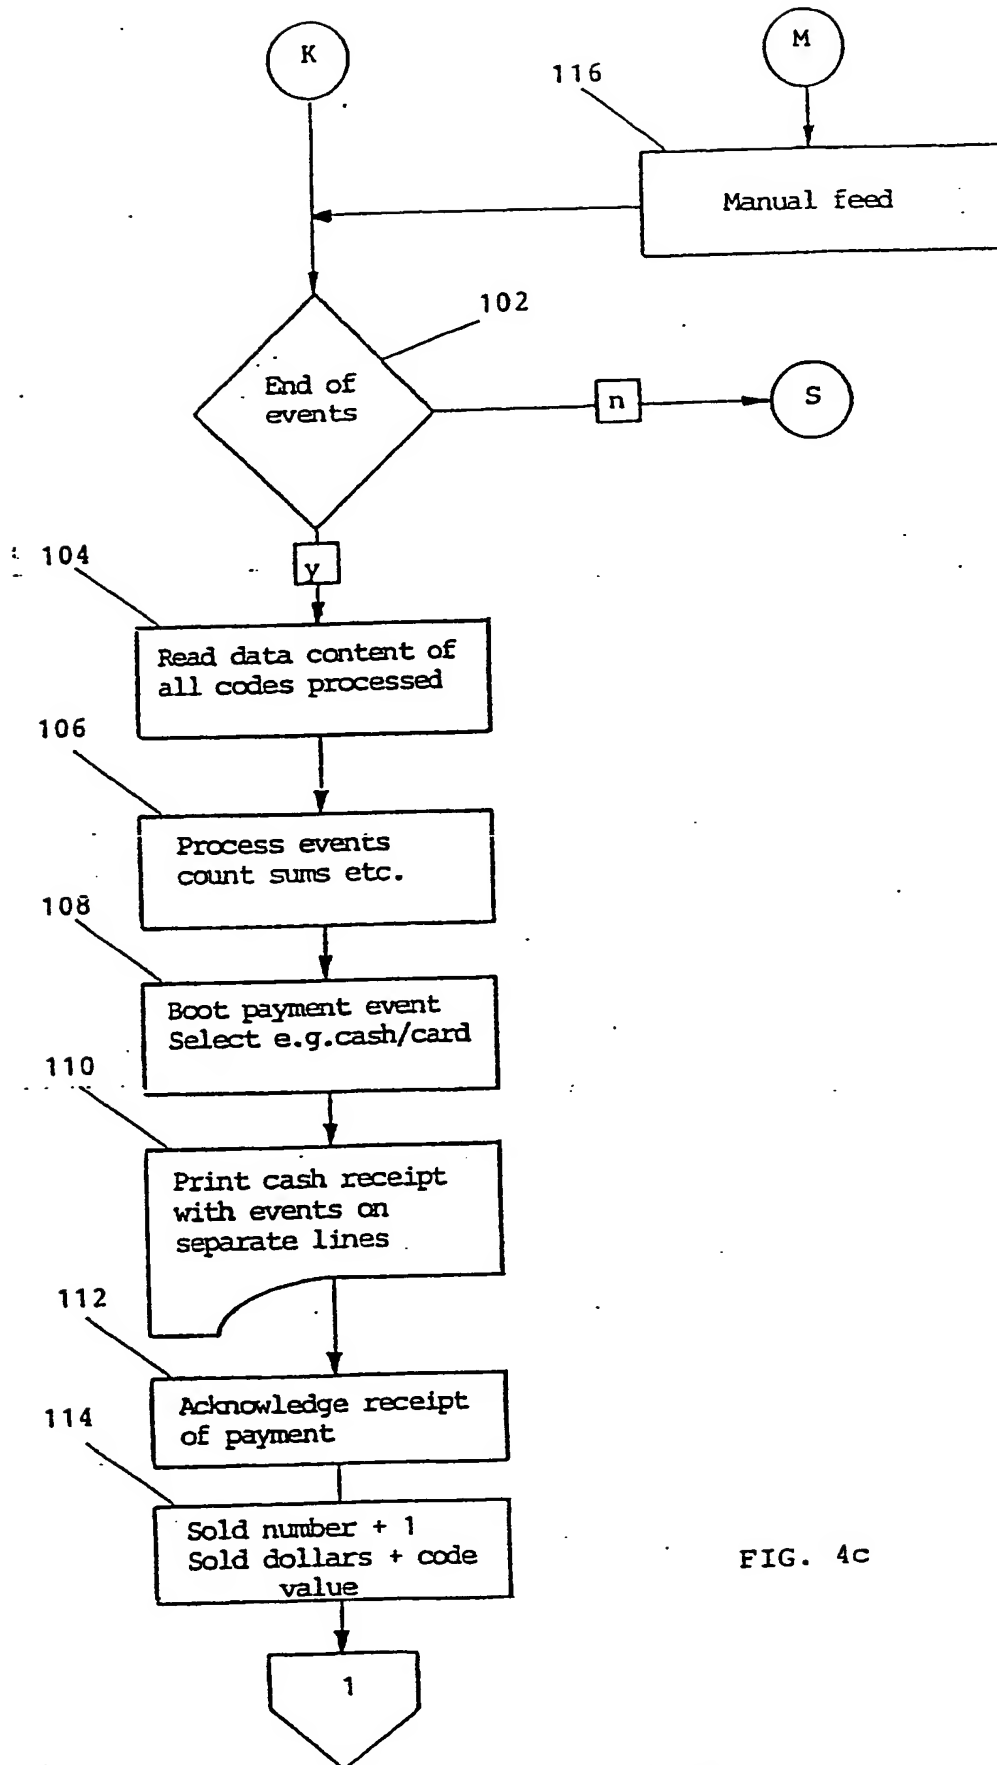 K
M
116
Manual feed
102
End of
events
n
S
y
104
Read data content of
all codes processed
106
Process events
count sums etc.
108
Boot payment event
Select e.g.cash/card
110
Print cash receipt
with events on
separate lines
112
Acknowledge receipt
of payment
114
Sold number + 1
Sold dollars + code
value
FIG. 4c
1